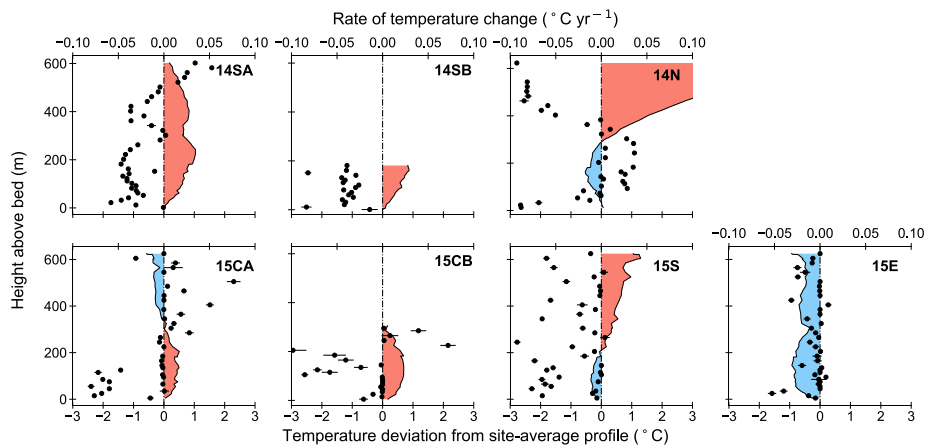 Rate of temperature change (°C yr⁻¹)
−0.10 −0.05 0.00 0.05 0.10 −0.10 −0.05 0.00 0.05 0.10 −0.10 −0.05 0.00 0.05 0.10
600 14SA 14SB 14N
400
200
0
−0.10 −0.05 0.00 0.05 0.10
600 15CA 15CB 15S 15E
400
200
0
−3 −2 −1 0 1 2 3 −2 −1 0 1 2 3 −2 −1 0 1 2 3 −3 −2 −1 0 1 2 3
Height above bed (m)
Temperature deviation from site-average profile (°C)